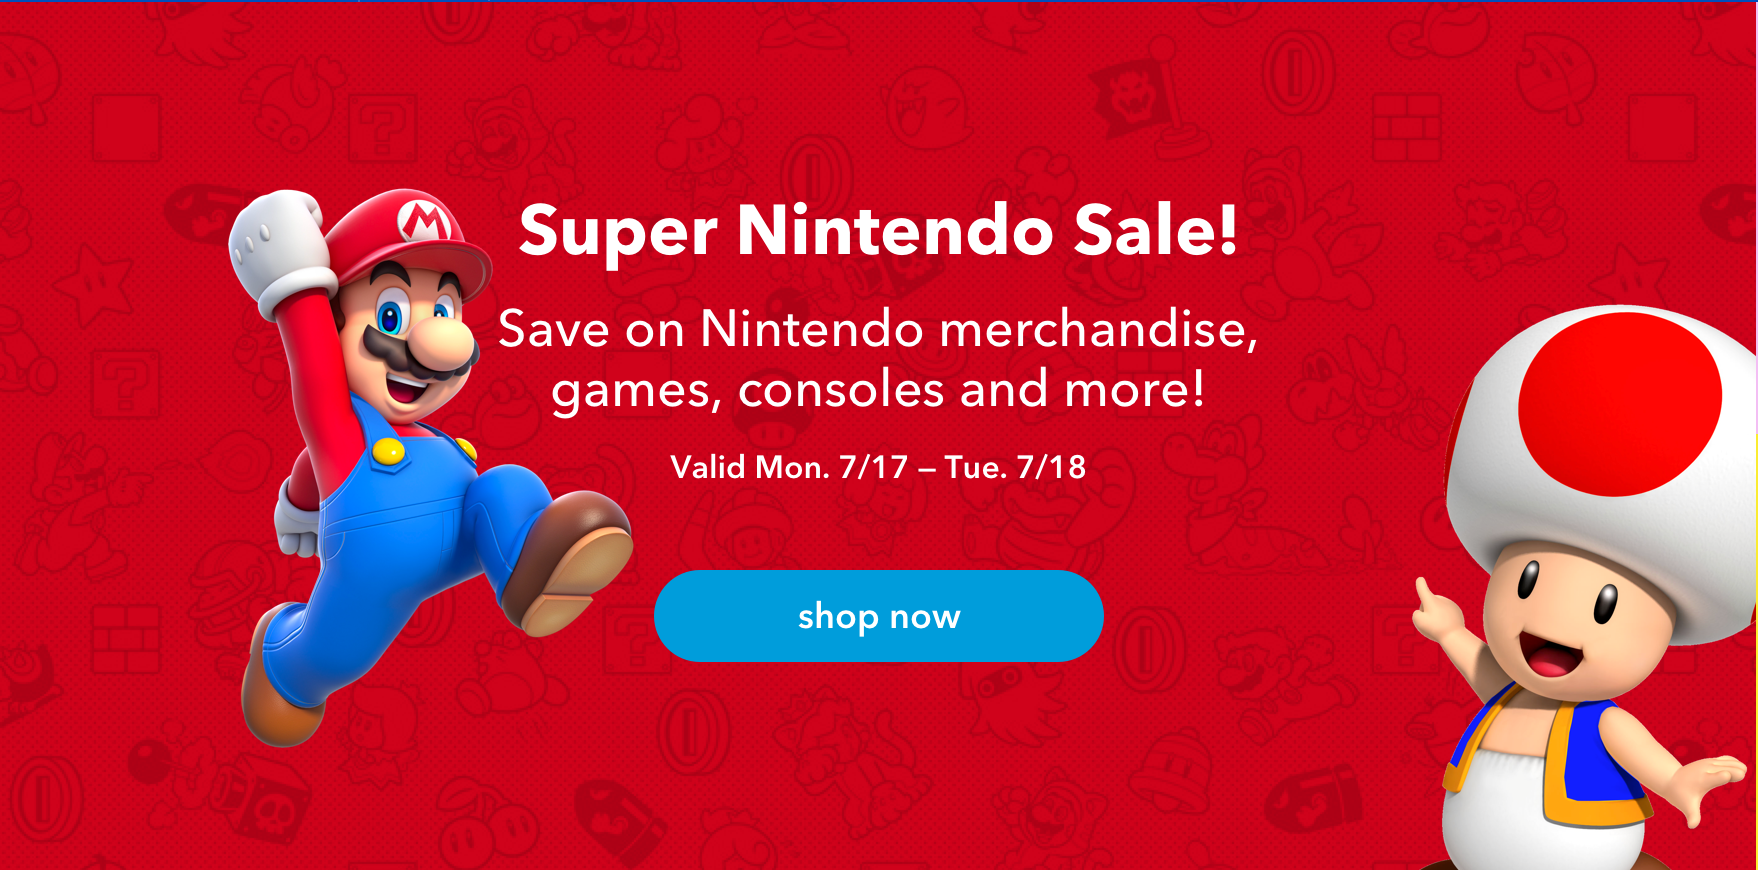 M
Super Nintendo Sale!
Save on Nintendo merchandise,
games, consoles and more!
Valid Mon. 7/17 – Tue. 7/18
shop now